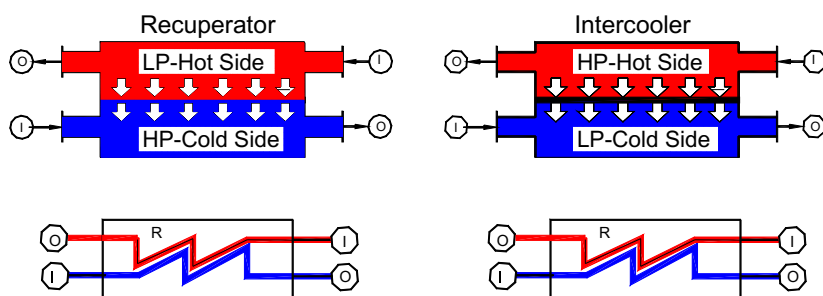 Recuperator Intercooler
O LP-Hot Side I O HP-Hot Side I
I HP-Cold Side O I LP-Cold Side O
O R I O R I
I O I O